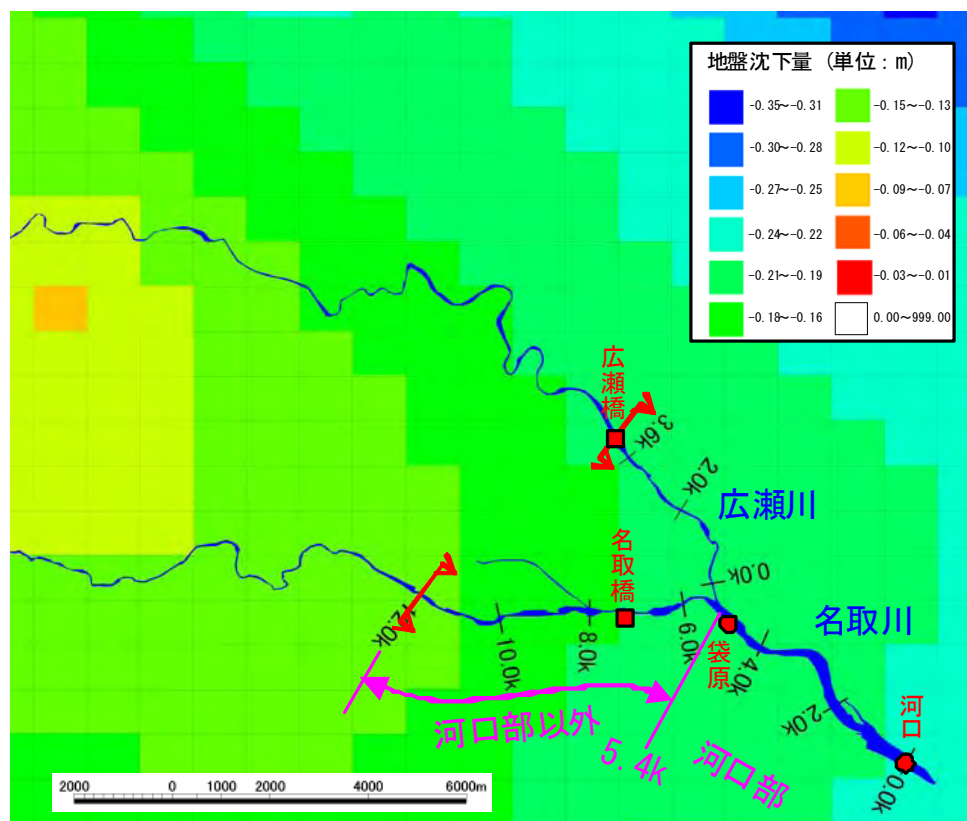 地盤沈下量 (単位：m)
-0.35～-0.31
-0.30～-0.28
-0.27～-0.25
-0.24～-0.22
-0.21～-0.19
-0.18～-0.16
-0.15～-0.13
-0.12～-0.10
-0.09～-0.07
-0.06～-0.04
-0.03～-0.01
0.00～999.00
広瀬橋
3.6k
2.0k
広瀬川
0.0k
名取橋
名取川
12.0k
10.0k
8.0k
6.0k
袋原
4.0k
2.0k
河口
0.0k
河口部以外
5.4k
河口部
2000 0 2000 4000 6000m